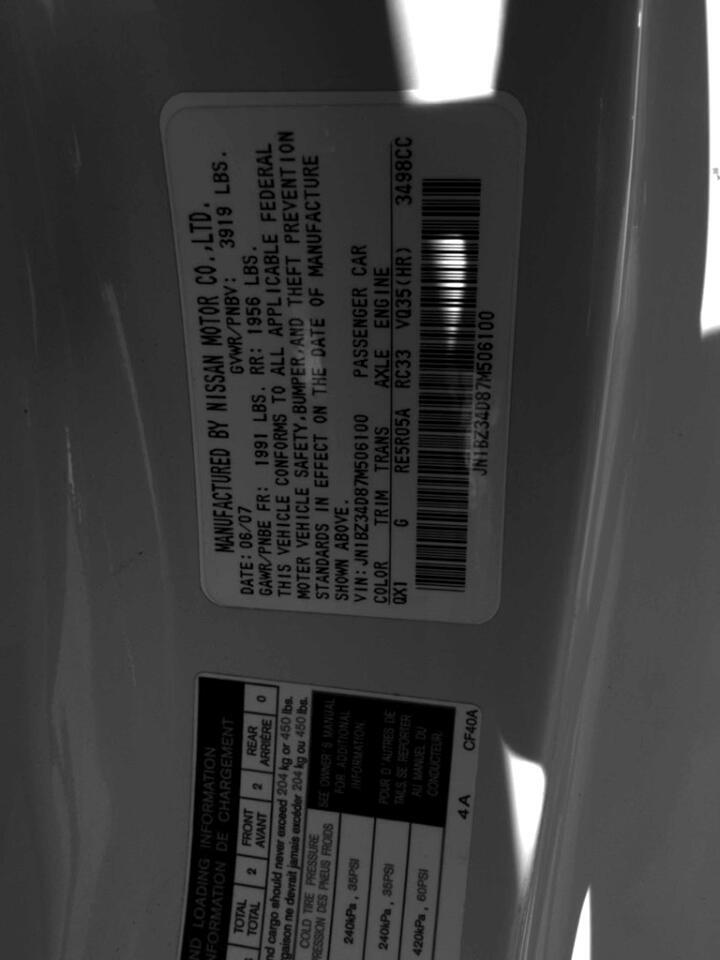 MANUFACTURED BY NISSAN MOTOR CO.,LTD.
DATE: 06/07 GVWR/PNBV: 3919 LBS.
GAWR/PNBE FR: 1991 LBS. RR: 1956 LBS.
THIS VEHICLE CONFORMS TO ALL APPLICABLE FEDERAL
MOTER VEHICLE SAFETY,BUMPER,AND THEFT PREVENTION
STANDARDS IN EFFECT ON THE DATE OF MANUFACTURE
SHOWN ABOVE.
VIN:JN1BZ34D87M506100 PASSENGER CAR
COLOR TRIM TRANS AXLE ENGINE
QX1 G RE5R05A RC33 VQ35(HR) 3498CC
JN1BZ34D87M506100
LOADING INFORMATION
DE CHARGEMENT
TOTAL 2 FRONT 2 REAR 0
TOTAL AVANT ARRIÈRE
cargo should never exceed 204 kg or 450 lbs.
ne devrait jamais excéder 204 kg ou 450 lbs.
COLD TIRE PRESSURE
DES PNEUS FROIDS
SEE OWNER'S MANUAL
FOR ADDITIONAL
INFORMATION
240kPa , 35PSI
240kPa , 35PSI
420kPa , 60PSI
POUR D'AUTRES DE
TAILS, SE REPORTER
AU MANUEL DU
CONDUCTEUR.
4A CF40A